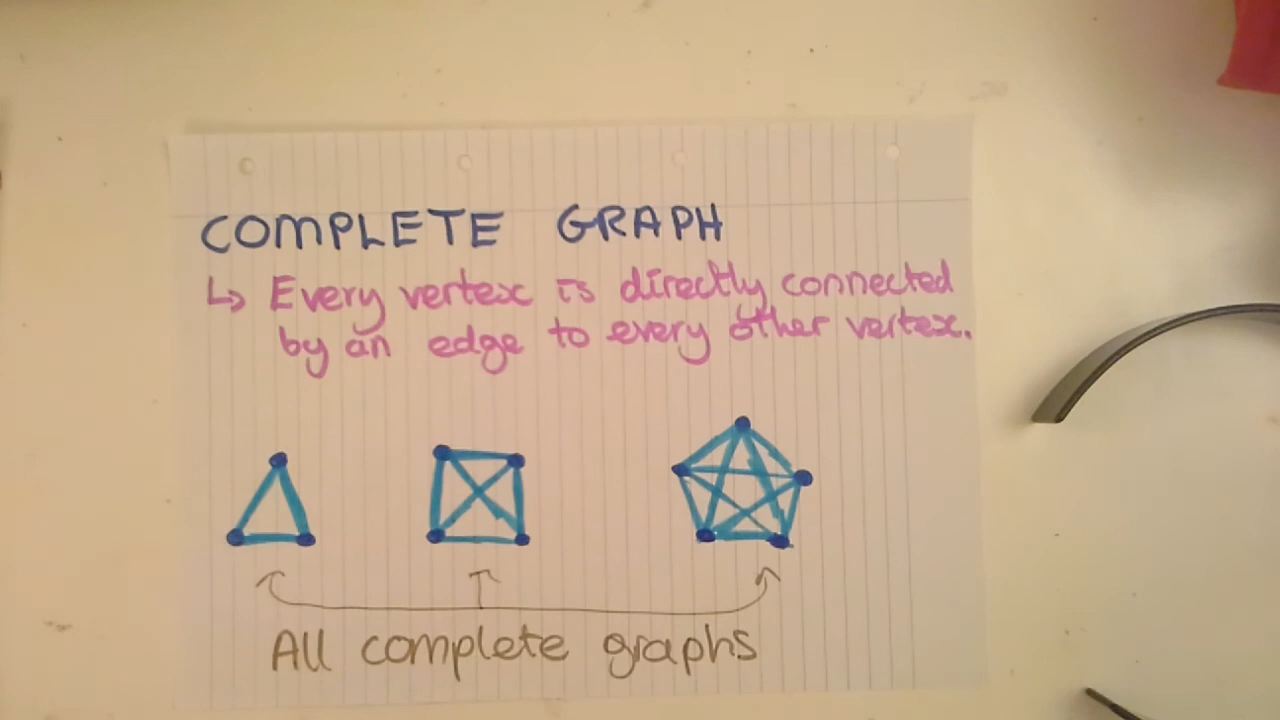 COMPLETE GRAPH
↳ Every vertex is directly connected
by an edge to every other vertex.
All complete graphs